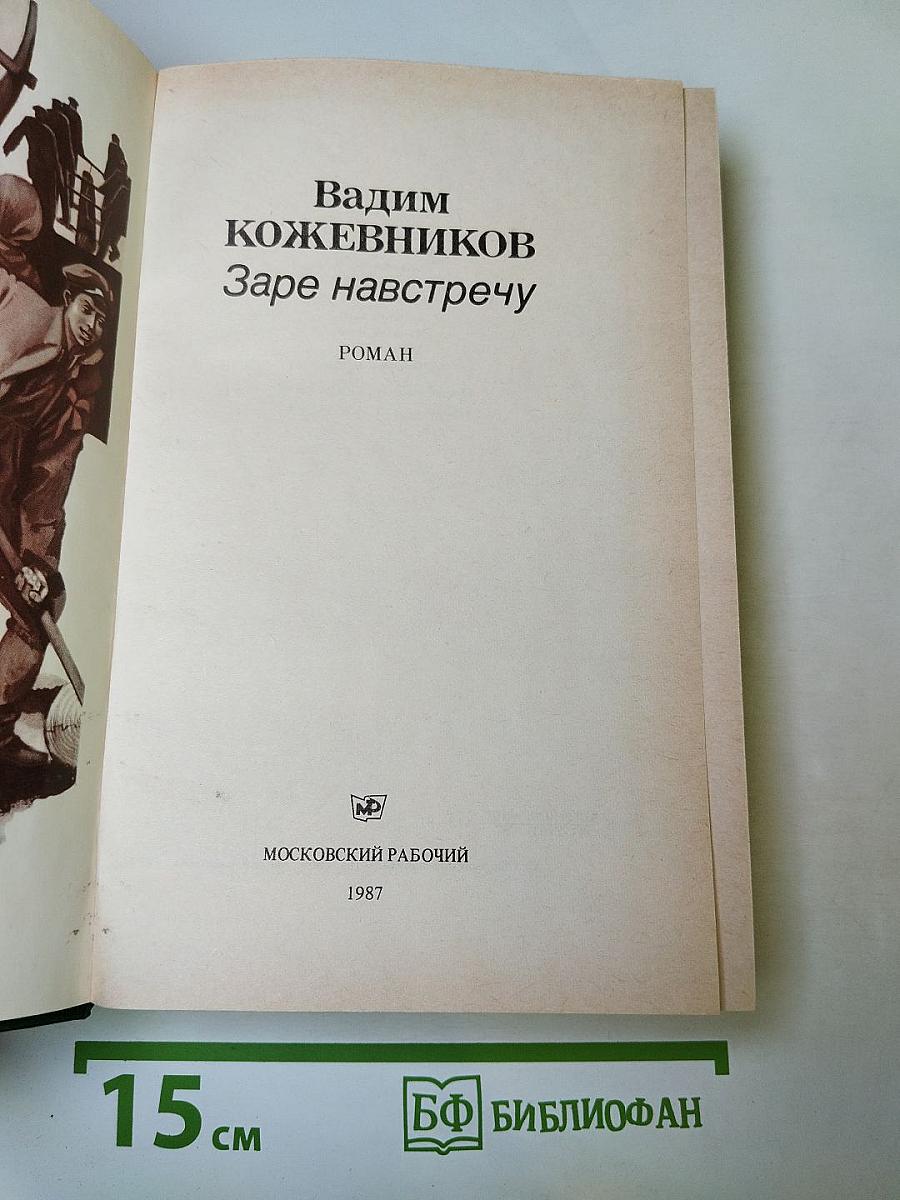 Вадим
КОЖЕВНИКОВ
Заре навстречу
РОМАН
МР
МОСКОВСКИЙ РАБОЧИЙ
1987
15 см
БФ БИБЛИОФАН